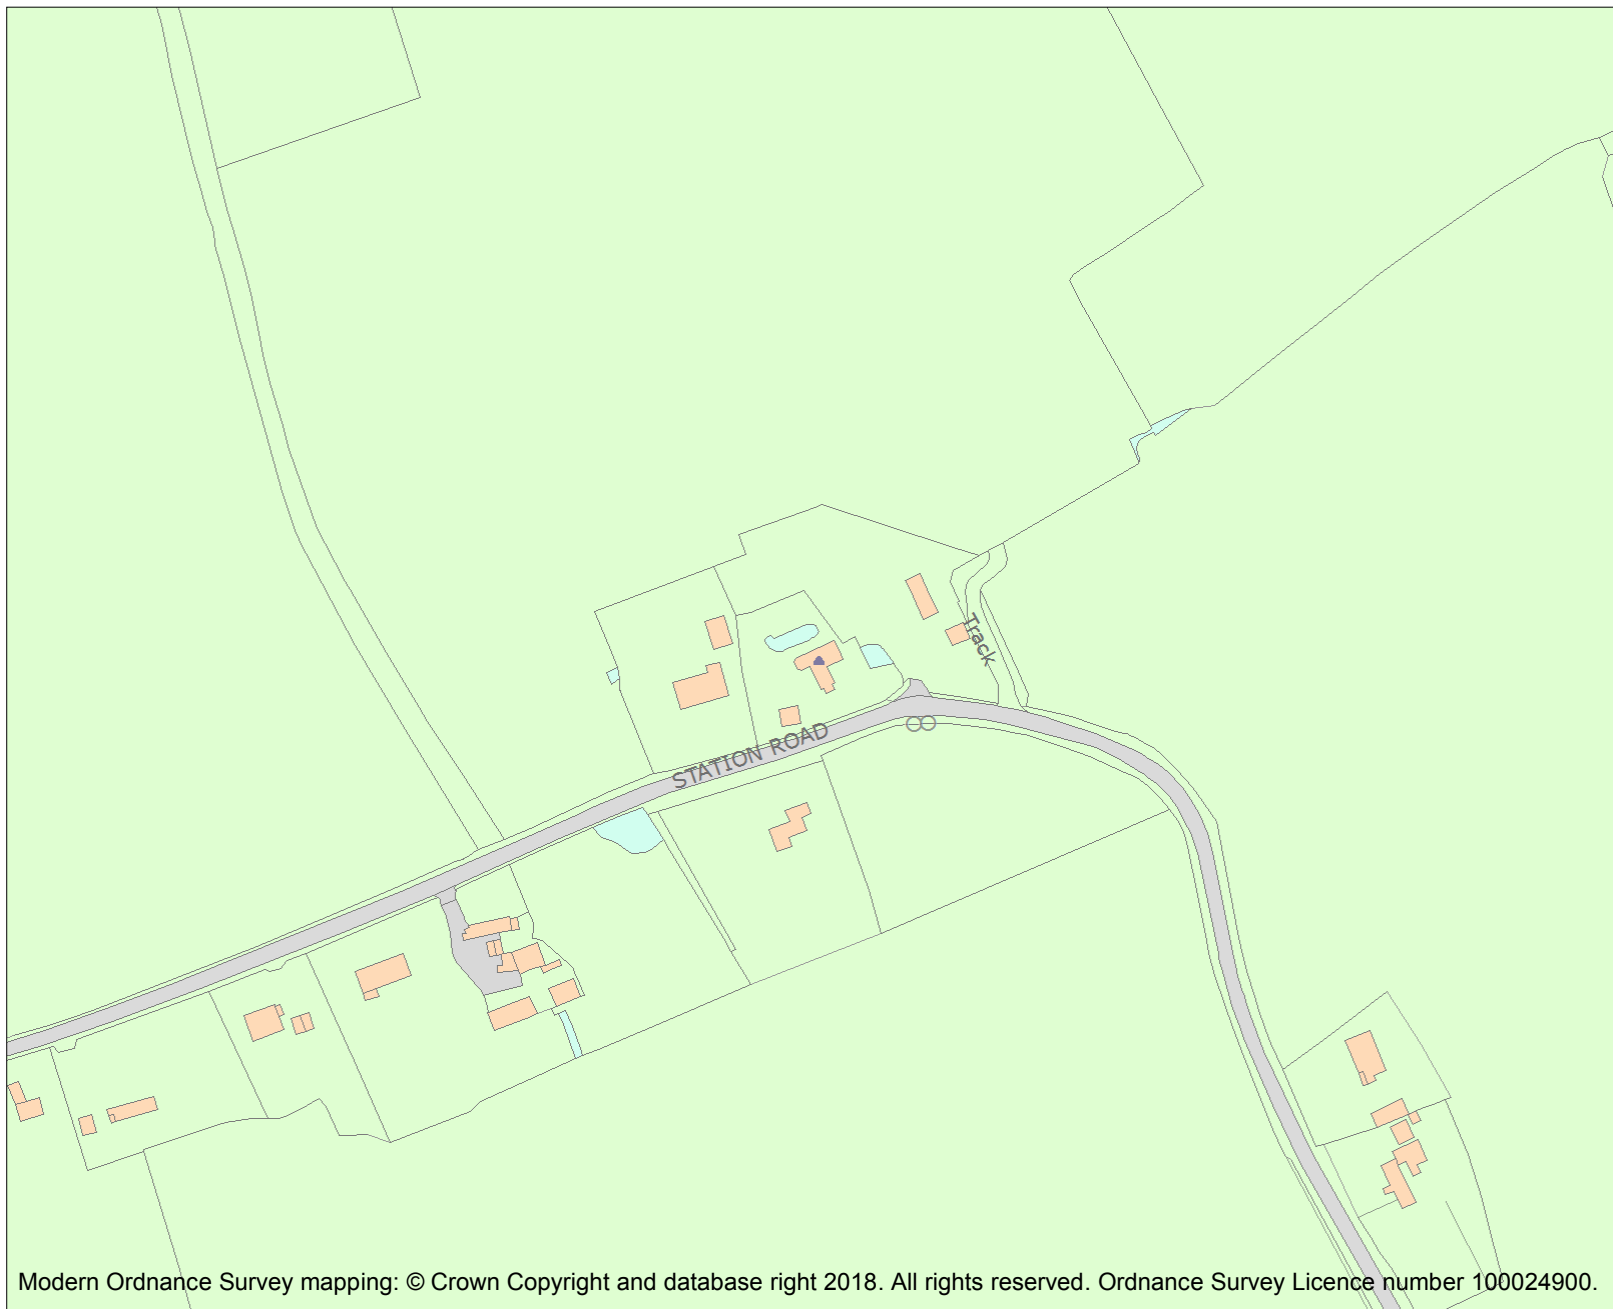 Track
STATION ROAD
Modern Ordnance Survey mapping: © Crown Copyright and database right 2018. All rights reserved. Ordnance Survey Licence number 100024900.